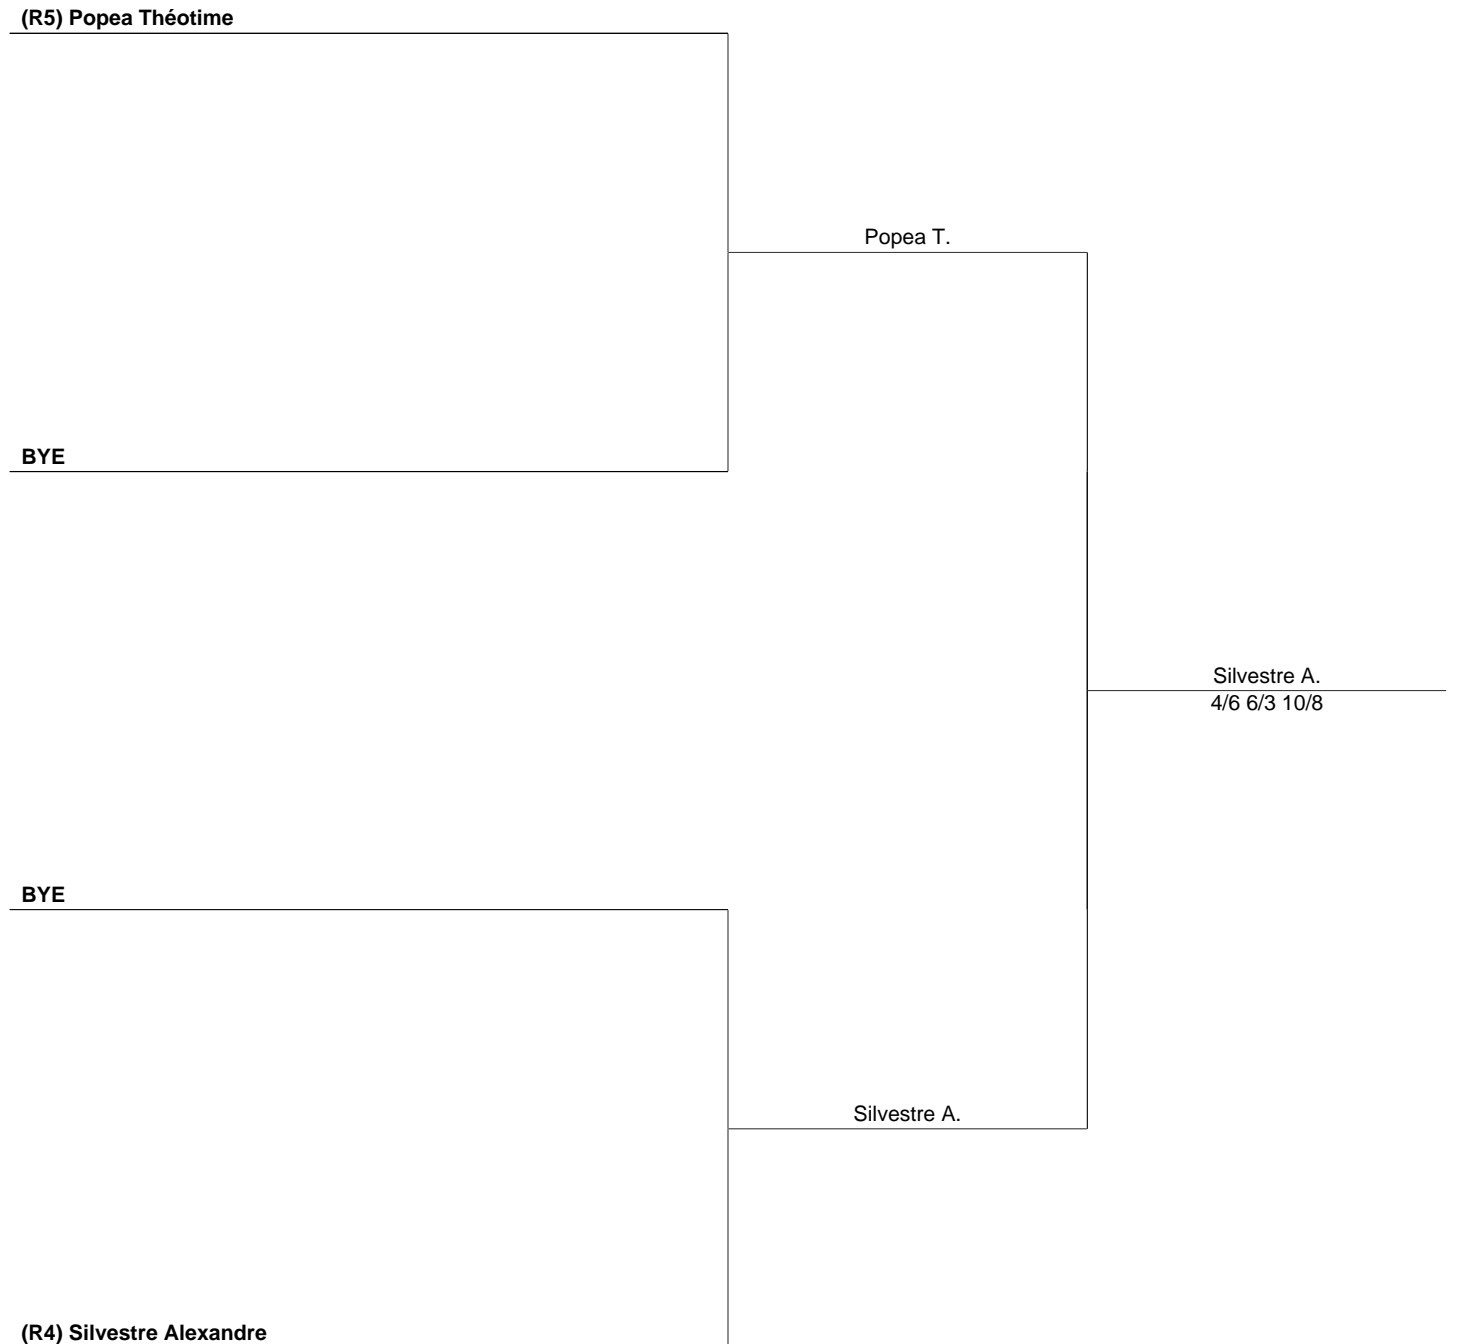 (R5) Popea Théotime
Popea T.
BYE
Silvestre A.
4/6 6/3 10/8
BYE
Silvestre A.
(R4) Silvestre Alexandre